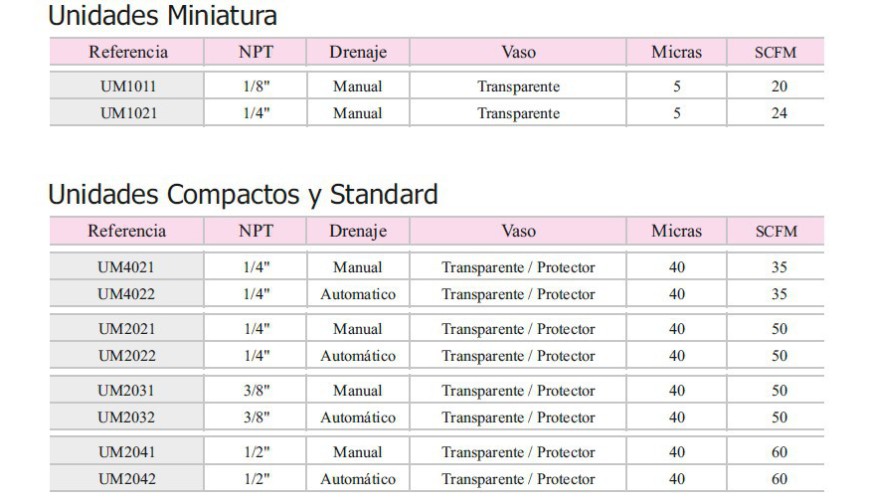 Unidades Miniatura
Referencia NPT Drenaje Vaso Micras SCFM
UM1011 1/8" Manual Transparente 5 20
UM1021 1/4" Manual Transparente 5 24
Unidades Compactos y Standard
Referencia NPT Drenaje Vaso Micras SCFM
UM4021 1/4" Manual Transparente / Protector 40 35
UM4022 1/4" Automatico Transparente / Protector 40 35
UM2021 1/4" Manual Transparente / Protector 40 50
UM2022 1/4" Automático Transparente / Protector 40 50
UM2031 3/8" Manual Transparente / Protector 40 50
UM2032 3/8" Automático Transparente / Protector 40 50
UM2041 1/2" Manual Transparente / Protector 40 60
UM2042 1/2" Automático Transparente / Protector 40 60